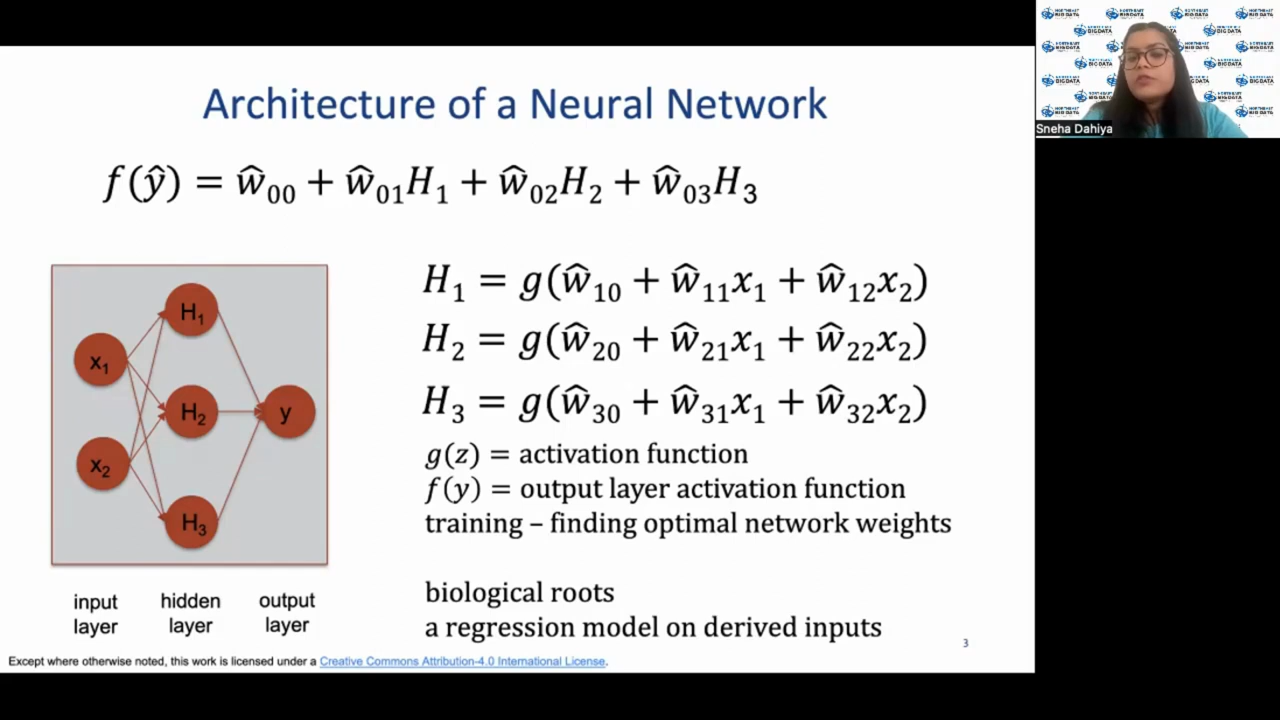 Architecture of a Neural Network
f(ŷ) = ŵ₀₀ + ŵ₀₁H₁ + ŵ₀₂H₂ + ŵ₀₃H₃
H₁ = g(ŵ₁₀ + ŵ₁₁x₁ + ŵ₁₂x₂)
H₂ = g(ŵ₂₀ + ŵ₂₁x₁ + ŵ₂₂x₂)
H₃ = g(ŵ₃₀ + ŵ₃₁x₁ + ŵ₃₂x₂)
g(z) = activation function
f(y) = output layer activation function
training – finding optimal network weights
biological roots
a regression model on derived inputs
H₁
x₁
H₂
y
x₂
H₃
input layer
hidden layer
output layer
3
Except where otherwise noted, this work is licensed under a Creative Commons Attribution-4.0 International License.
Sneha Dahiya
NORTHEAST
BIG DATA